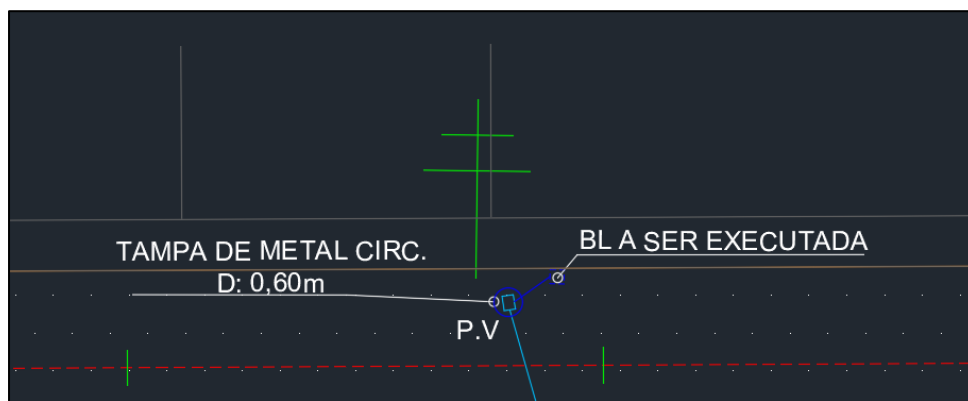 TAMPA DE METAL CIRC.
D: 0,60m
BL A SER EXECUTADA
P.V